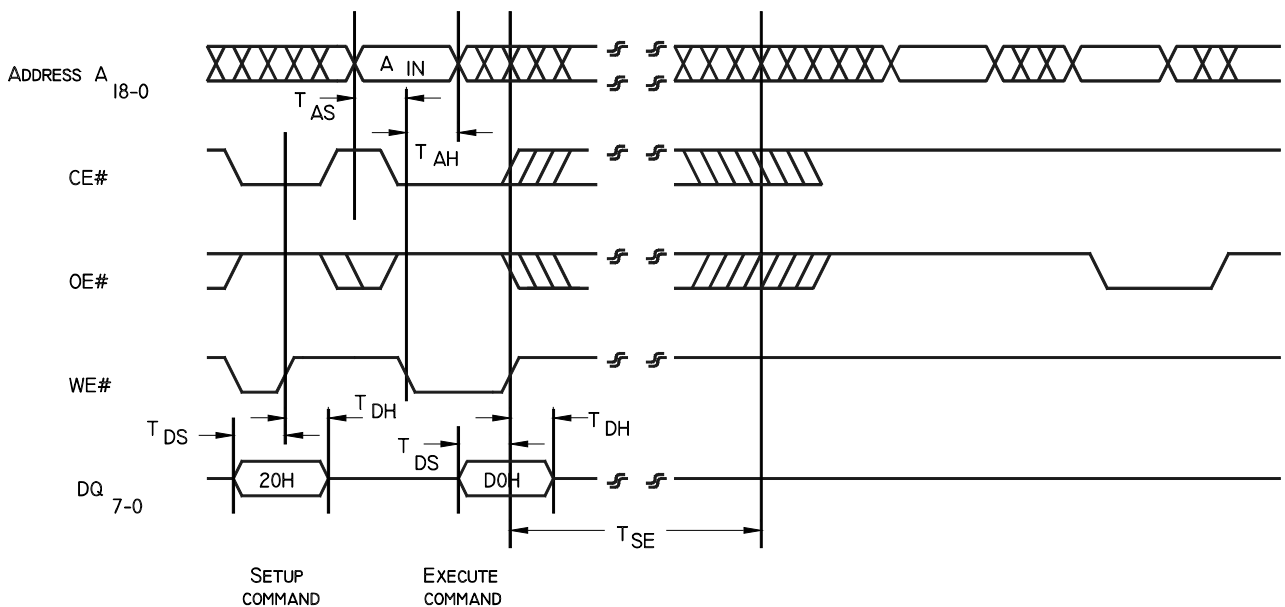 ADDRESS A 18-0
A IN
T AS
T AH
CE#
OE#
WE#
T DS
T DH
T DS
T DH
DQ 7-0
20H
D0H
T SE
SETUP COMMAND
EXECUTE COMMAND